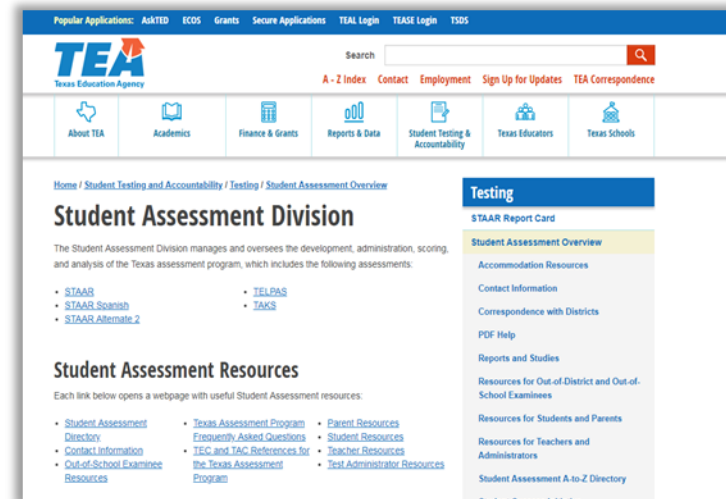 Popular Applications: AskTED ECOS Grants Secure Applications TEAL Login TEASE Login TSDS
TEA
Texas Education Agency
Search
A - Z Index Contact Employment Sign Up for Updates TEA Correspondence
About TEA
Academics
Finance & Grants
Reports & Data
Student Testing &
Accountability
Texas Educators
Texas Schools
Home / Student Testing and Accountability / Testing / Student Assessment Overview
Student Assessment Division
The Student Assessment Division manages and oversees the development, administration, scoring,
and analysis of the Texas assessment program, which includes the following assessments:
• STAAR
• STAAR Spanish
• STAAR Alternate 2
• TELPAS
• TAKS
Student Assessment Resources
Each link below opens a webpage with useful Student Assessment resources:
• Student Assessment
Directory
• Contact Information
• Out-of-School Examinee
Resources
• Texas Assessment Program
Frequently Asked Questions
• TEC and TAC References for
the Texas Assessment
Program
• Parent Resources
• Student Resources
• Teacher Resources
• Test Administrator Resources
Testing
STAAR Report Card
Student Assessment Overview
Accommodation Resources
Contact Information
Correspondence with Districts
PDF Help
Reports and Studies
Resources for Out-of-District and Out-of-
School Examinees
Resources for Students and Parents
Resources for Teachers and
Administrators
Student Assessment A-to-Z Directory